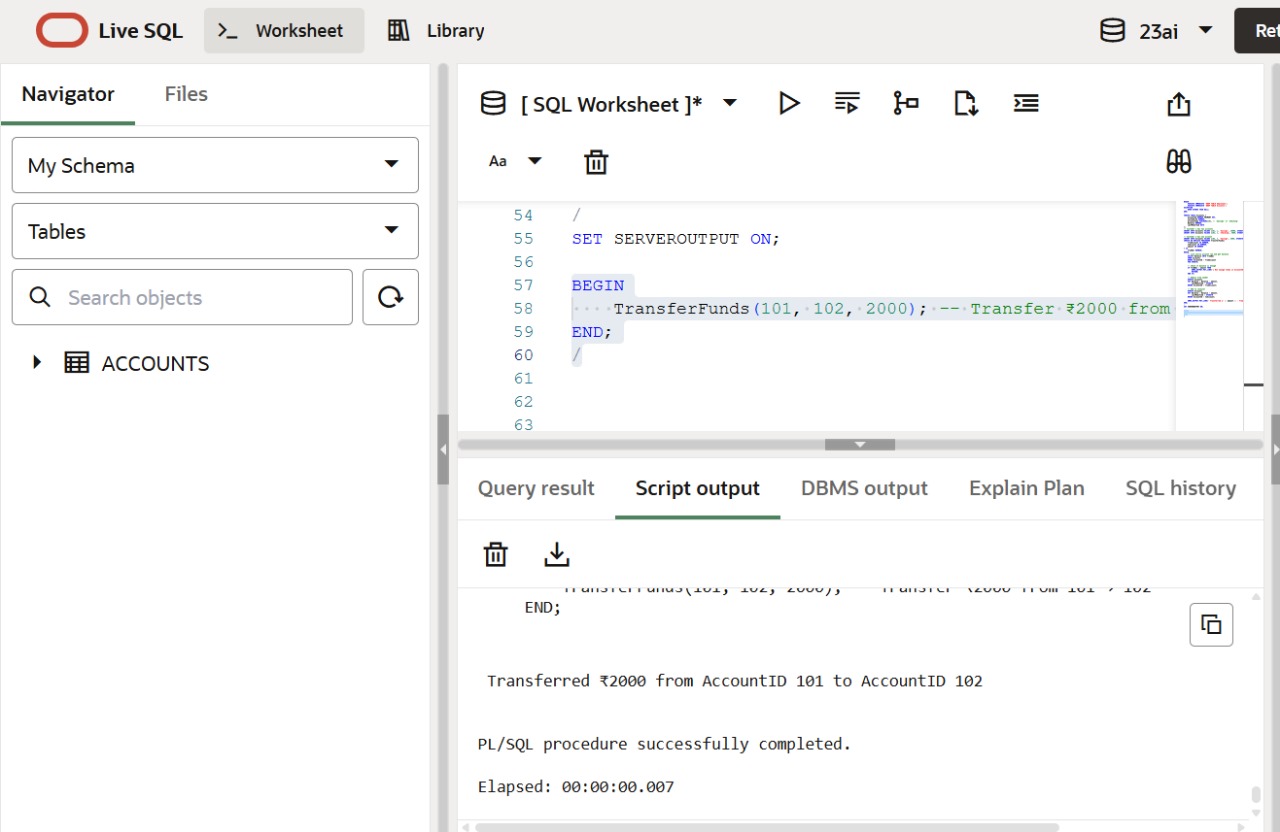 Live SQL
Worksheet
Library
23ai
Ret
Navigator
Files
My Schema
Tables
Search objects
ACCOUNTS
[ SQL Worksheet ]*
Aa
54 /
55 SET SERVEROUTPUT ON;
56
57 BEGIN
58 TransferFunds(101, 102, 2000); -- Transfer ₹2000 from
59 END;
60 /
61
62
63
Query result
Script output
DBMS output
Explain Plan
SQL history
END;
Transferred ₹2000 from AccountID 101 to AccountID 102
PL/SQL procedure successfully completed.
Elapsed: 00:00:00.007